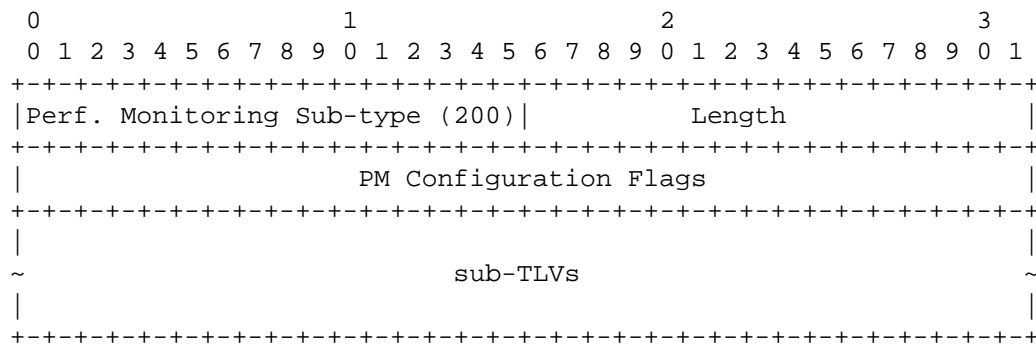 0                   1                   2                   3
 0 1 2 3 4 5 6 7 8 9 0 1 2 3 4 5 6 7 8 9 0 1 2 3 4 5 6 7 8 9 0 1
+-+-+-+-+-+-+-+-+-+-+-+-+-+-+-+-+-+-+-+-+-+-+-+-+-+-+-+-+-+-+-+-+
|Perf. Monitoring Sub-type (200)|          Length               |
+-+-+-+-+-+-+-+-+-+-+-+-+-+-+-+-+-+-+-+-+-+-+-+-+-+-+-+-+-+-+-+-+
|                     PM Configuration Flags                    |
+-+-+-+-+-+-+-+-+-+-+-+-+-+-+-+-+-+-+-+-+-+-+-+-+-+-+-+-+-+-+-+-+
|                                                               |
~                           sub-TLVs                            ~
|                                                               |
+-+-+-+-+-+-+-+-+-+-+-+-+-+-+-+-+-+-+-+-+-+-+-+-+-+-+-+-+-+-+-+-+